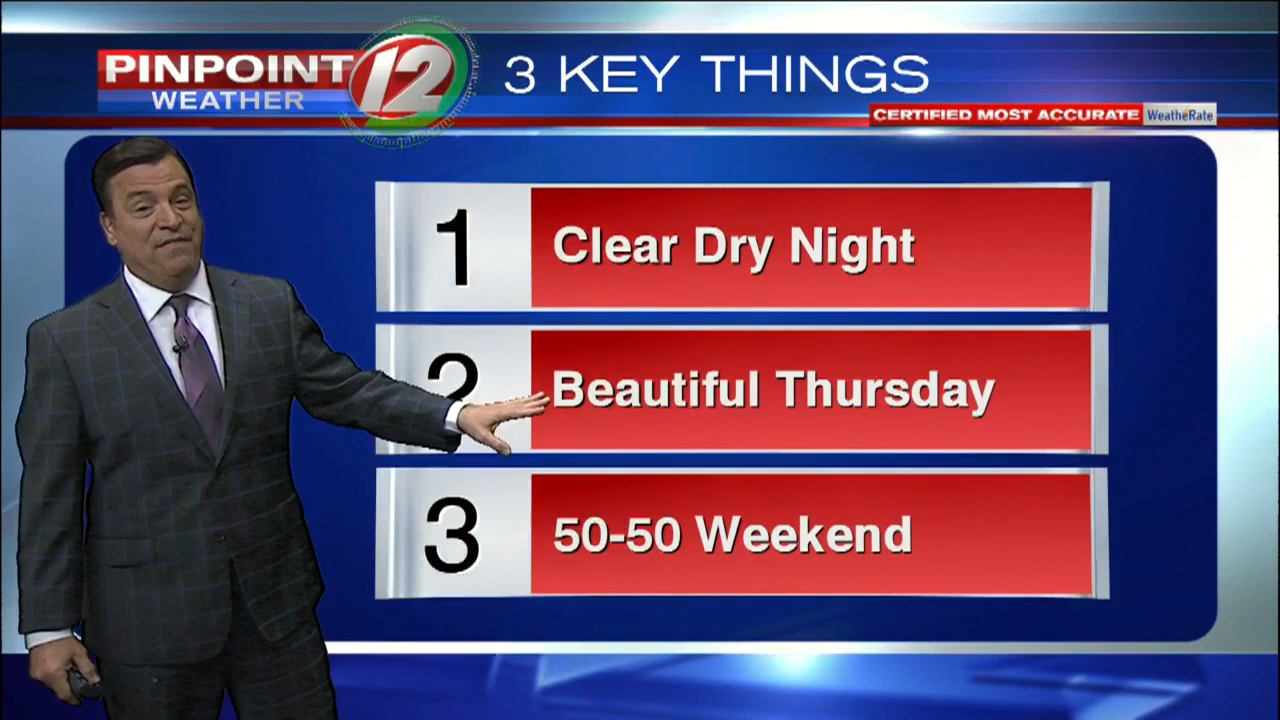 PINPOINT 12
WEATHER
3 KEY THINGS
CERTIFIED MOST ACCURATE WeatheRate
1 Clear Dry Night
2 Beautiful Thursday
3 50-50 Weekend